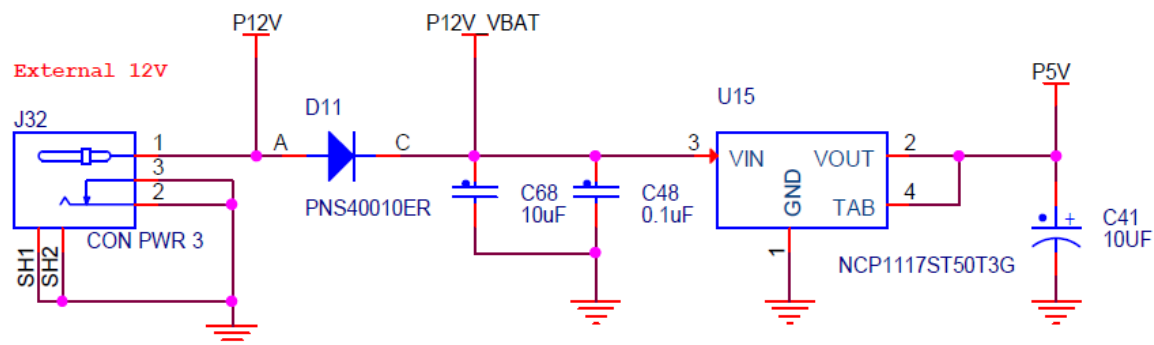 P12V
P12V_VBAT
P5V
External 12V
J32
D11
U15
1
A
C
3
VIN
VOUT
2
3
2
GND
TAB
4
PNS40010ER
C68
10uF
C48
0.1uF
C41
10UF
+
CON PWR 3
SH1
SH2
1
NCP1117ST50T3G